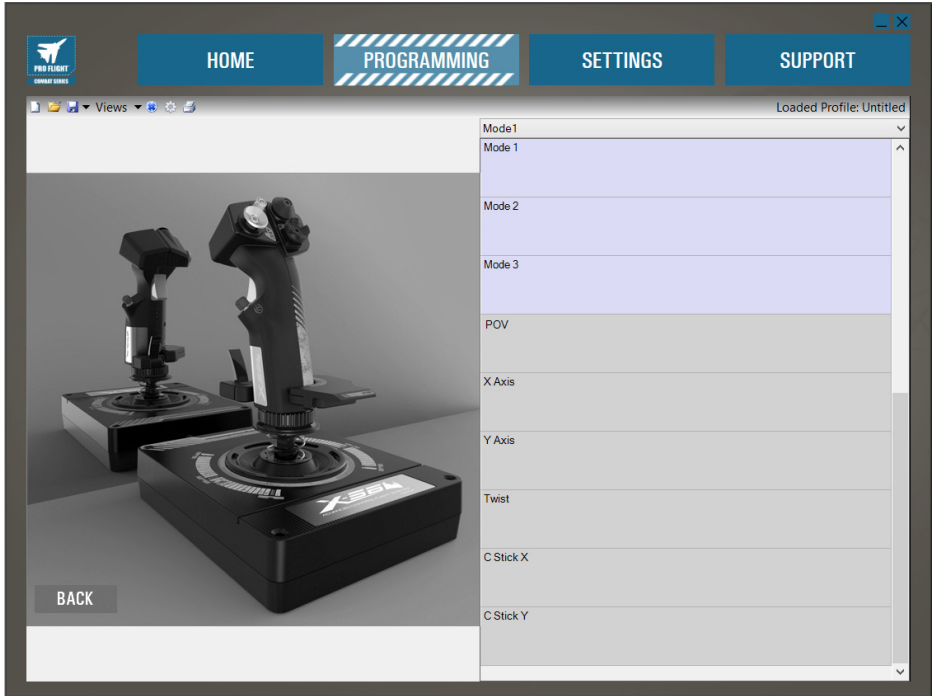 PRO FLIGHT
COMBAT SERIES
HOME
PROGRAMMING
SETTINGS
SUPPORT
Views
Loaded Profile: Untitled
Mode1
Mode 1
Mode 2
Mode 3
POV
X Axis
Y Axis
Twist
C Stick X
C Stick Y
BACK